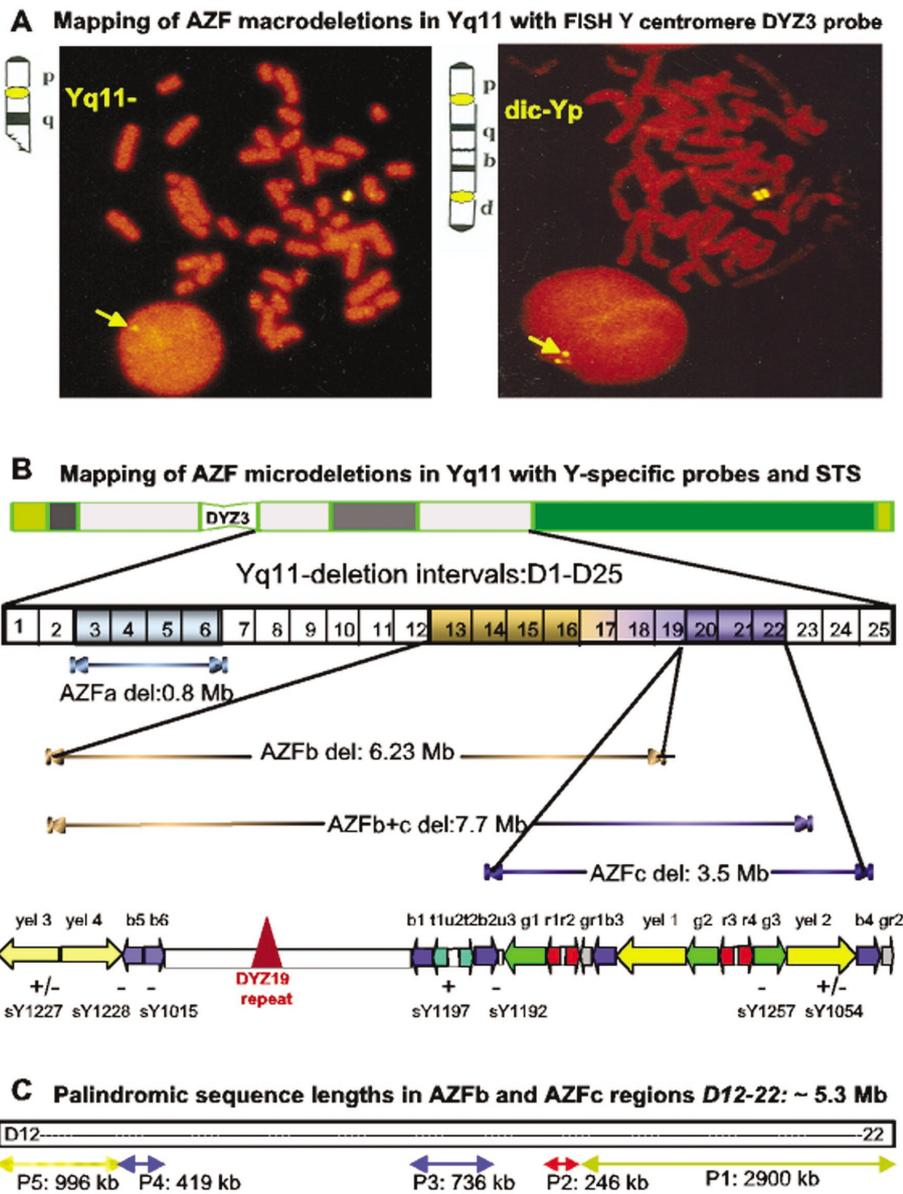 A Mapping of AZF macrodeletions in Yq11 with FISH Y centromere DYZ3 probe
p
q
Yq11-
p
q
b
d
dic-Yp
B Mapping of AZF microdeletions in Yq11 with Y-specific probes and STS
DYZ3
Yq11-deletion intervals:D1-D25
1 2 3 4 5 6 7 8 9 10 11 12 13 14 15 16 17 18 19 20 21 22 23 24 25
AZFa del:0.8 Mb
AZFb del: 6.23 Mb
AZFb+c del:7.7 Mb
AZFc del: 3.5 Mb
yel 3 yel 4 b5 b6 b1 t1u2t2b2u3 g1 r1r2 gr1b3 yel 1 g2 r3 r4 g3 yel 2 b4 gr2
DYZ19
repeat
+/- - - + - - +/-
sY1227 sY1228 sY1015 sY1197 sY1192 sY1257 sY1054
C Palindromic sequence lengths in AZFb and AZFc regions D12-22: ~ 5.3 Mb
D12 -22
P5: 996 kb P4: 419 kb P3: 736 kb P2: 246 kb P1: 2900 kb